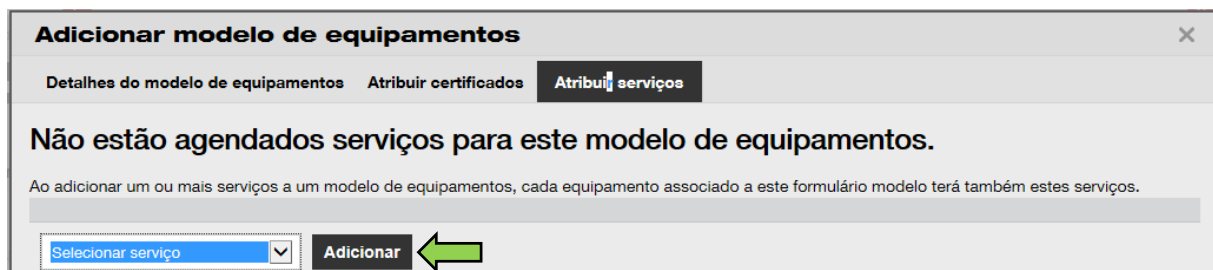 Adicionar modelo de equipamentos
Detalhes do modelo de equipamentos Atribuir certificados Atribuir serviços
Não estão agendados serviços para este modelo de equipamentos.
Ao adicionar um ou mais serviços a um modelo de equipamentos, cada equipamento associado a este formulário modelo terá também estes serviços.
Selecionar serviço Adicionar